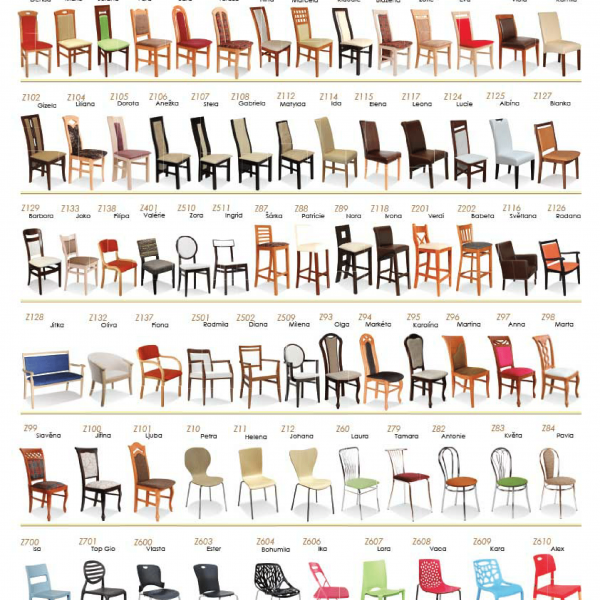 Z102 Z104 Z105 Z106 Z107 Z108 Z112 Z114 Z115 Z117 Z124 Z125 Z127
Gizela Liliana Dorota Anežka Stela Gabriela Matylda Ida Elena Leona Lucie Albína Blanka
Z129 Z133 Z138 Z401 Z510 Z511 Z87 Z88 Z89 Z118 Z201 Z202 Z116 Z126
Barbora Joko Filipa Valérie Zora Ingrid Šárka Patricie Nora Ivona Verdi Babeta Světlana Radana
Z128 Z132 Z137 Z501 Z502 Z509 Z93 Z94 Z95 Z96 Z97 Z98
Jitka Olíva Fiona Radmila Diana Milena Olga Markéta Karolína Martina Anna Marta
Z99 Z100 Z101 Z10 Z11 Z12 Z60 Z79 Z82 Z83 Z84
Slavěna Jiřina Ljuba Petra Helena Johana Laura Tamara Antonie Květa Pavla
Z700 Z701 Z600 Z603 Z604 Z606 Z607 Z608 Z609 Z610
Isa Top Gio Vlasta Ester Bohumila Ika Lora Vaca Kara Alex